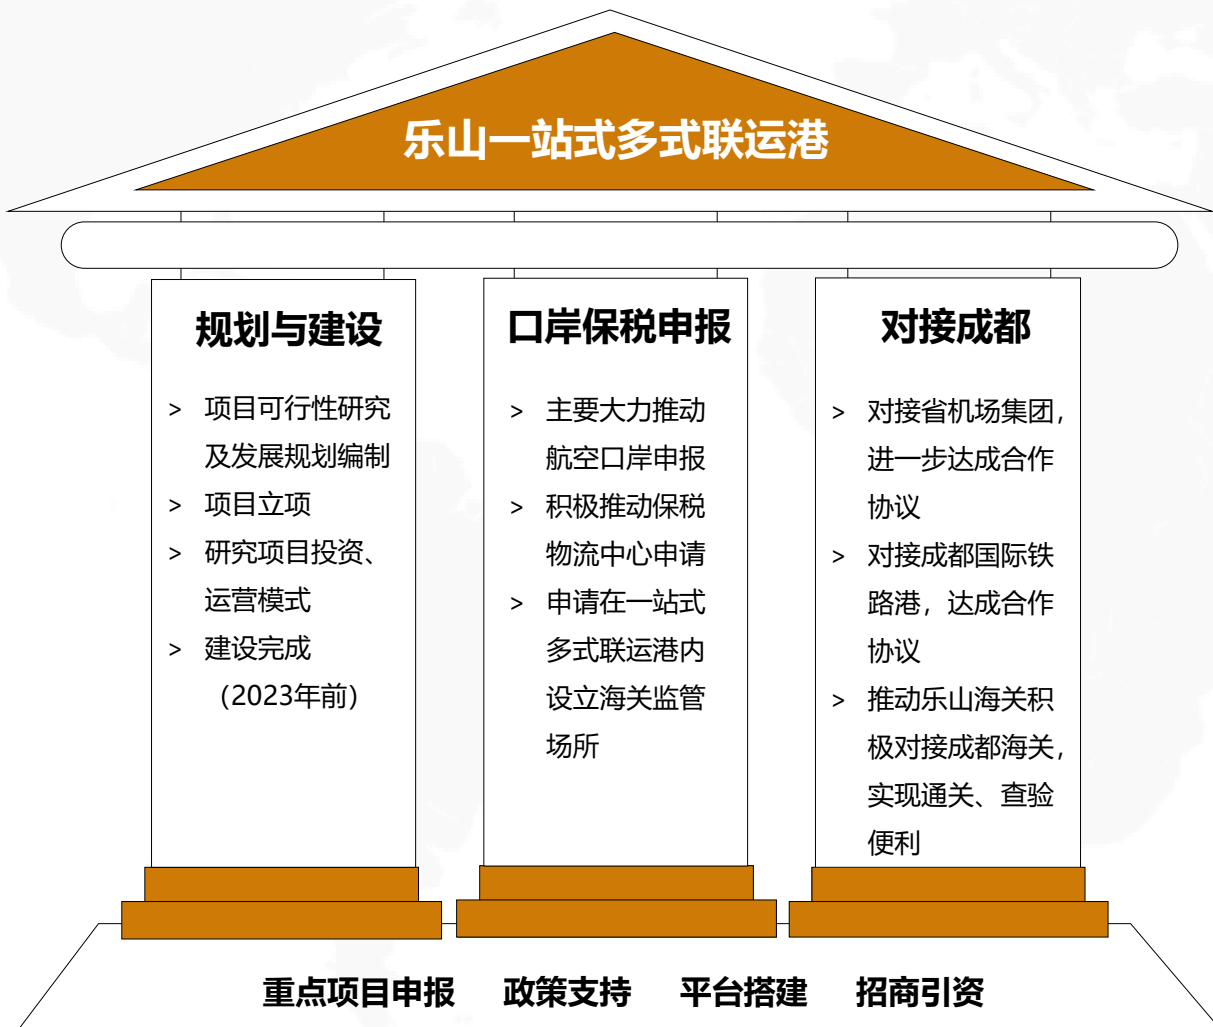 乐山一站式多式联运港
规划与建设
> 项目可行性研究
及发展规划编制
> 项目立项
> 研究项目投资、
运营模式
> 建设完成
（2023年前）
口岸保税申报
> 主要大力推动
航空口岸申报
> 积极推动保税
物流中心申请
> 申请在一站式
多式联运港内
设立海关监管
场所
对接成都
> 对接省机场集团，
进一步达成合作
协议
> 对接成都国际铁
路港，达成合作
协议
> 推动乐山海关积
极对接成都海关，
实现通关、查验
便利
重点项目申报 政策支持 平台搭建 招商引资